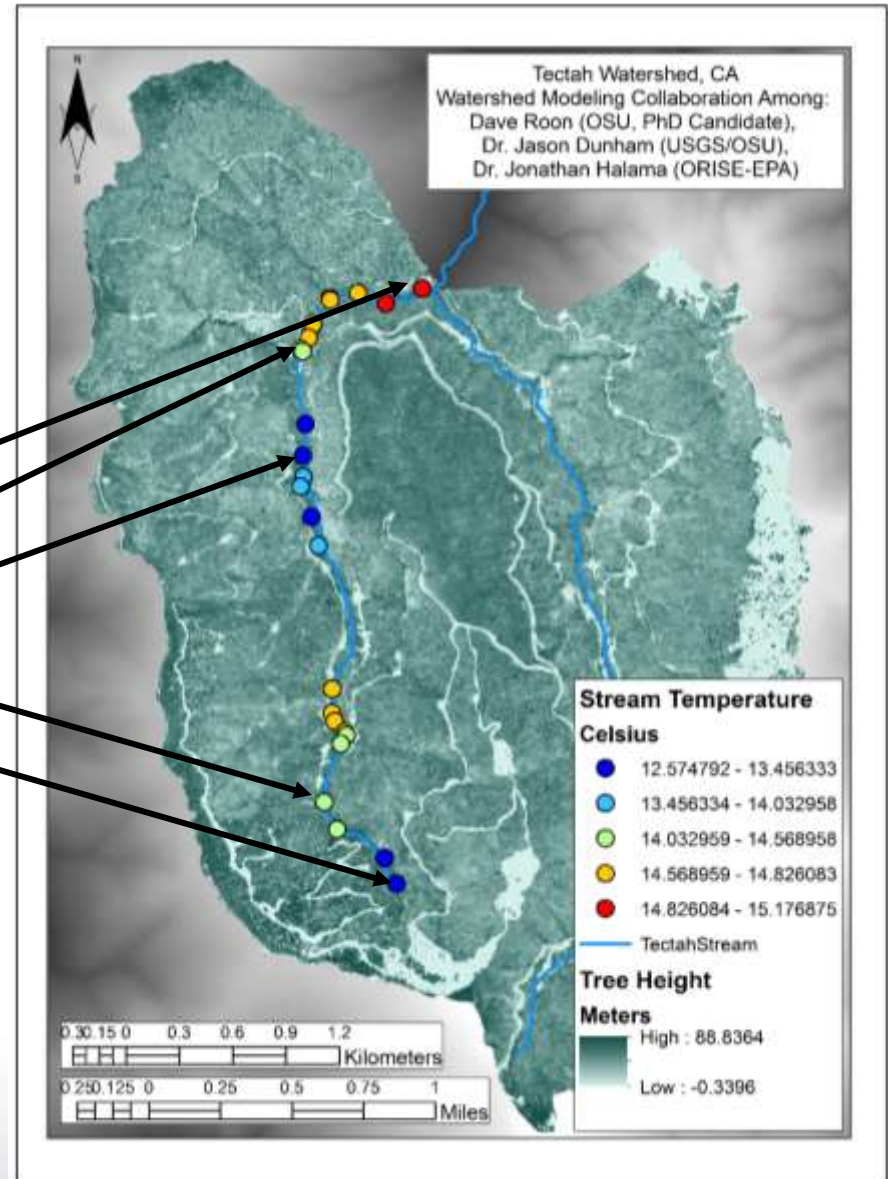 N
S
Tectah Watershed, CA
Watershed Modeling Collaboration Among:
Dave Roon (OSU, PhD Candidate),
Dr. Jason Dunham (USGS/OSU),
Dr. Jonathan Halama (ORISE-EPA)
Stream Temperature
Celsius
12.574792 - 13.456333
13.456334 - 14.032958
14.032959 - 14.568958
14.568959 - 14.826083
14.826084 - 15.176875
TectahStream
Tree Height
Meters
High : 88.8364
Low : -0.3396
0.30.15 0 0.3 0.6 0.9 1.2
Kilometers
0.250.125 0 0.25 0.5 0.75 1
Miles